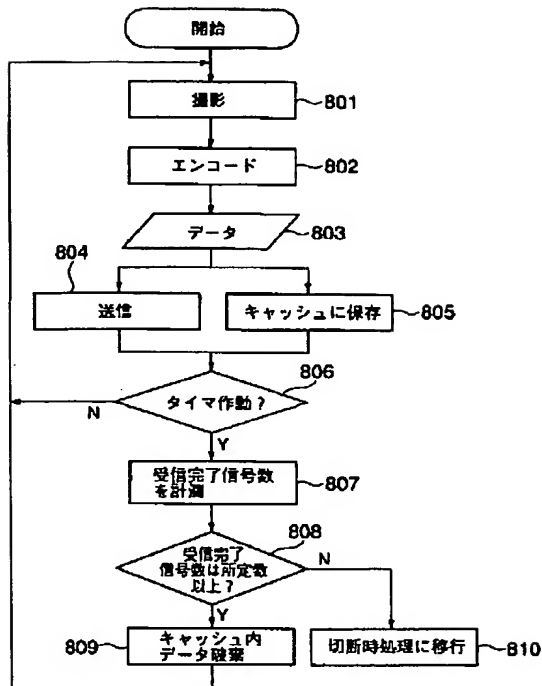 開始
撮影
801
エンコード
802
データ
803
804
送信
キャッシュに保存
805
806
タイマ作動？
N
Y
受信完了信号数
を計測
807
808
受信完了
信号数は所定数
以上？
N
Y
809
キャッシュ内
データ破棄
切断時処理に移行
810